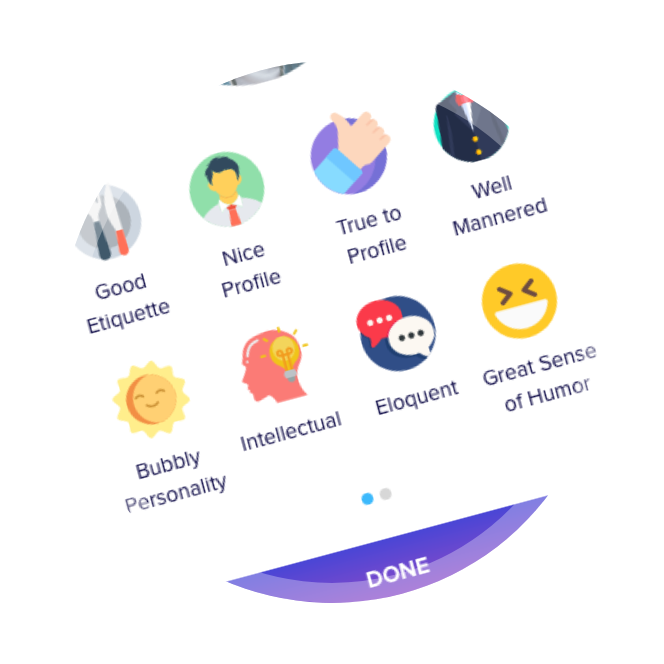 Good
Etiquette
Nice
Profile
True to
Profile
Well
Mannered
Bubbly
Personality
Intellectual
Eloquent
Great Sense
of Humor
DONE